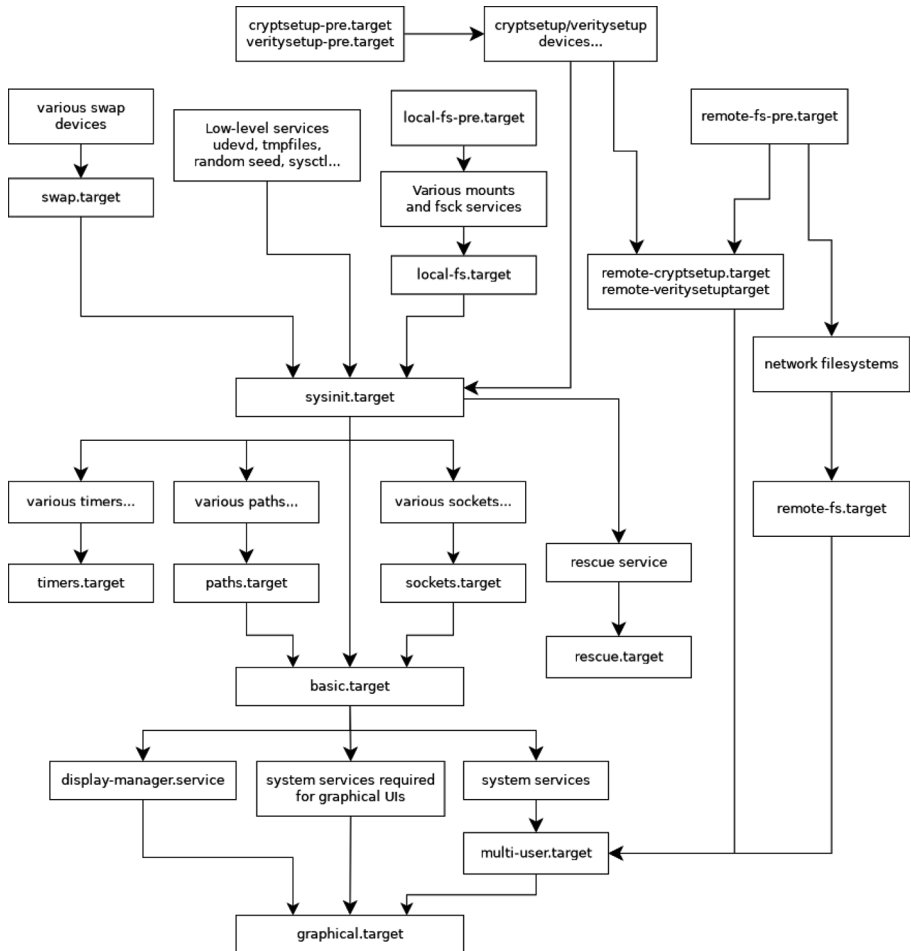 cryptsetup-pre.target
veritysetup-pre.target
cryptsetup/veritysetup
devices...
various swap
devices
Low-level services
udevd, tmpfiles,
random seed, sysctl...
local-fs-pre.target
remote-fs-pre.target
swap.target
Various mounts
and fsck services
local-fs.target
remote-cryptsetup.target
remote-veritysetuptarget
network filesystems
sysinit.target
various timers...
various paths...
various sockets...
remote-fs.target
timers.target
paths.target
sockets.target
rescue service
rescue.target
basic.target
display-manager.service
system services required
for graphical UIs
system services
multi-user.target
graphical.target